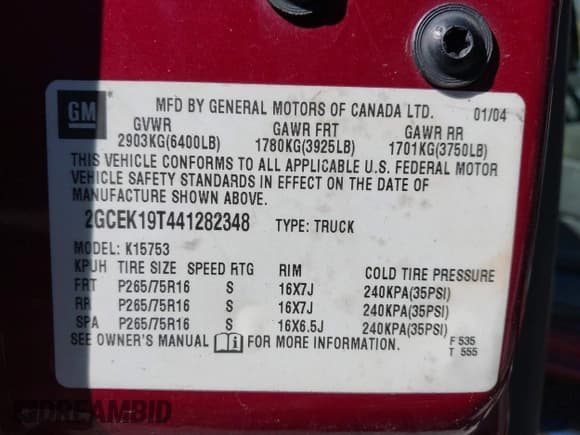 GM
MFD BY GENERAL MOTORS OF CANADA LTD. 01/04
GVWR GAWR FRT GAWR RR
2903KG(6400LB) 1780KG(3925LB) 1701KG(3750LB)
THIS VEHICLE CONFORMS TO ALL APPLICABLE U.S. FEDERAL MOTOR
VEHICLE SAFETY STANDARDS IN EFFECT ON THE DATE OF
MANUFACTURE SHOWN ABOVE.
2GCEK19T441282348 TYPE: TRUCK
MODEL: K15753
KPUH TIRE SIZE SPEED RTG RIM COLD TIRE PRESSURE
FRT P265/75R16 S 16X7J 240KPA(35PSI)
RR P265/75R16 S 16X7J 240KPA(35PSI)
SPA P265/75R16 S 16X6.5J 240KPA(35PSI)
SEE OWNER'S MANUAL FOR MORE INFORMATION.
F 535
T 555
DREAMBID